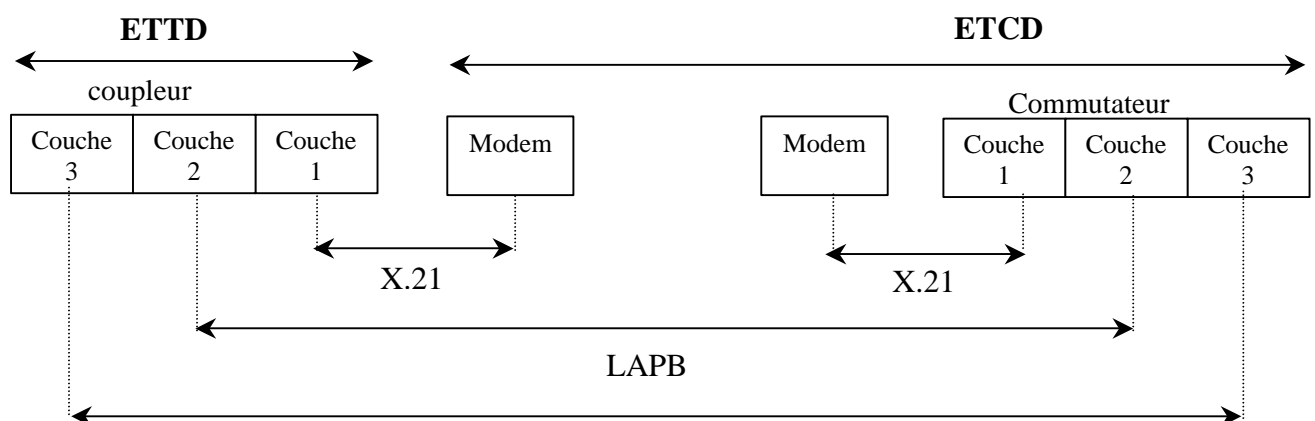 ETTD
ETCD
coupleur
Commutateur
Couche 3
Couche 2
Couche 1
Modem
Modem
Couche 1
Couche 2
Couche 3
X.21
X.21
LAPB